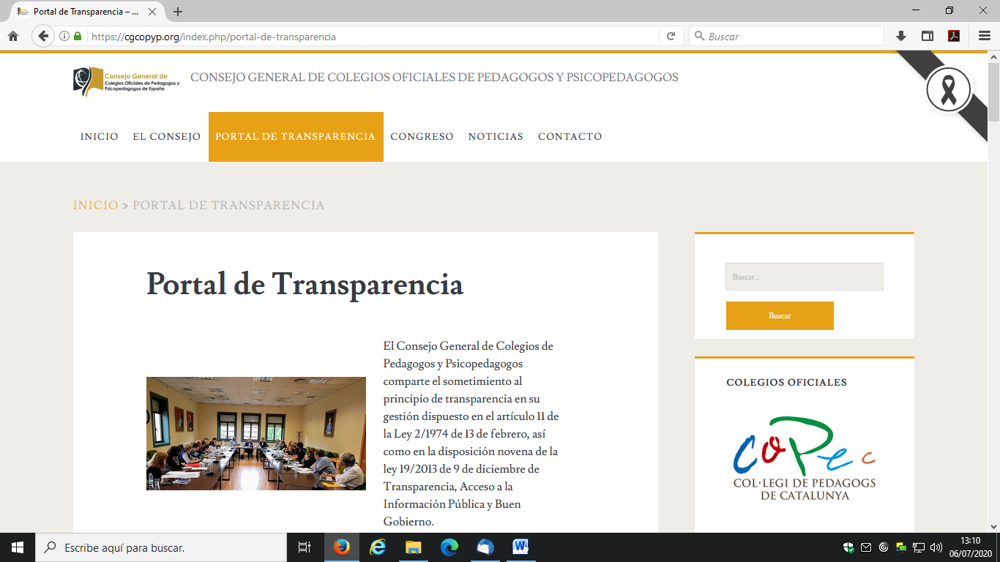 Portal de Transparencia – ...
https://cgcopyp.org/index.php/portal-de-transparencia
Buscar
Consejo General de
Colegios Oficiales de Pedagogos y
Psicopedagogos de España
CONSEJO GENERAL DE COLEGIOS OFICIALES DE PEDAGOGOS Y PSICOPEDAGOGOS
INICIO EL CONSEJO PORTAL DE TRANSPARENCIA CONGRESO NOTICIAS CONTACTO
INICIO > PORTAL DE TRANSPARENCIA
Portal de Transparencia
El Consejo General de Colegios de
Pedagogos y Psicopedagogos
comparte el sometimiento al
principio de transparencia en su
gestión dispuesto en el artículo 11 de
la Ley 2/1974 de 13 de febrero, así
como en la disposición novena de la
ley 19/2013 de 9 de diciembre de
Transparencia, Acceso a la
Información Pública y Buen
Gobierno.
Buscar...
Buscar
COLEGIOS OFICIALES
CoPec
COL·LEGI DE PEDAGOGS
DE CATALUNYA
Escribe aquí para buscar.
13:10
06/07/2020